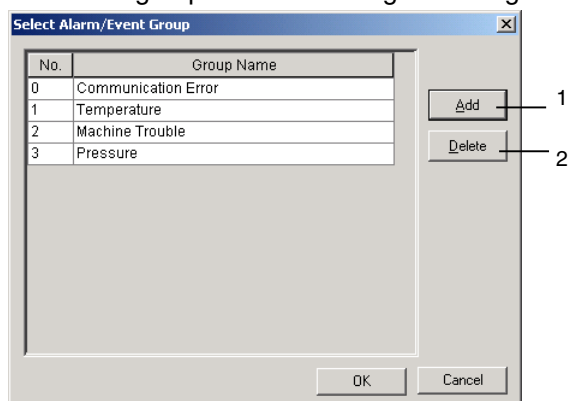 Select Alarm/Event Group
No. Group Name
0 Communication Error
1 Temperature
2 Machine Trouble
3 Pressure
Add 1
Delete 2
OK Cancel